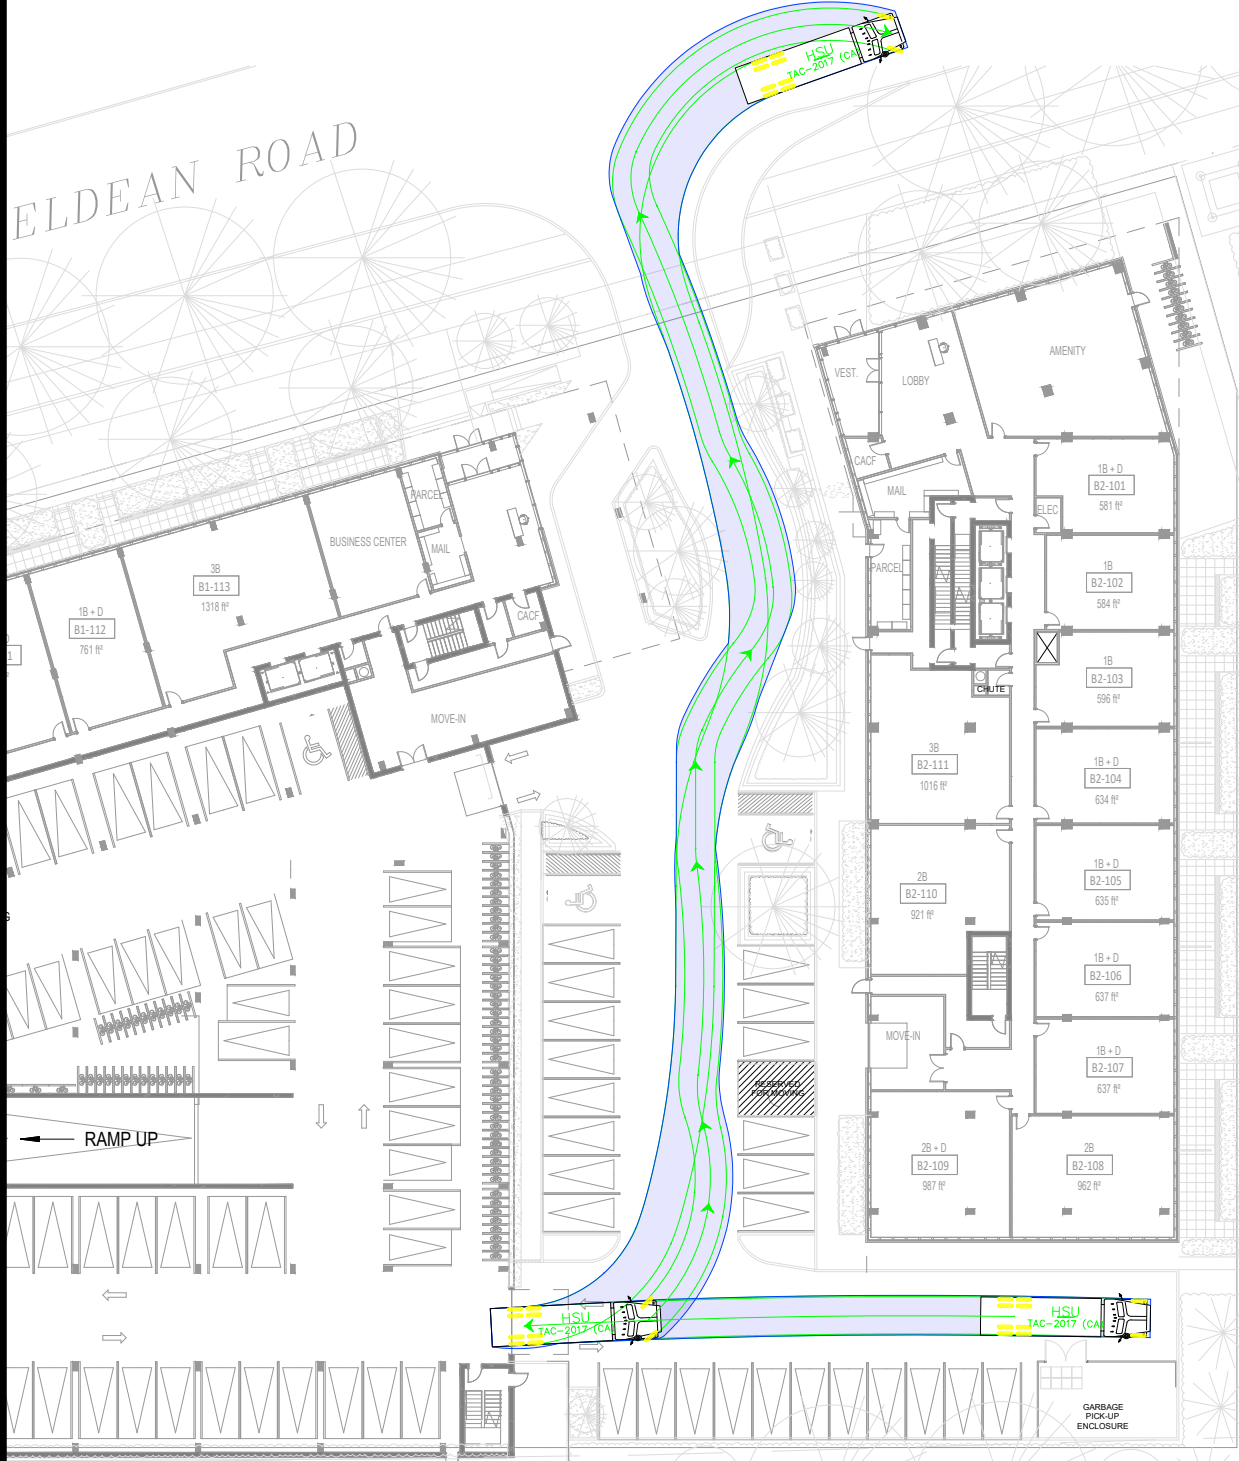 HSU
TAC-2017 (CA
ELDEAN ROAD
AMENITY
VEST.
LOBBY
CACF
MAIL
1B + D
B2-101
581 ft²
ELEC
PARCEL
BUSINESS CENTER
MAIL
3B
B1-113
1318 ft²
1B + D
B1-112
761 ft²
CACF
PARCEL
1B
B2-102
584 ft²
1B
B2-103
596 ft²
CHUTE
MOVE-IN
3B
B2-111
1016 ft²
1B + D
B2-104
634 ft²
2B
B2-110
921 ft²
1B + D
B2-105
635 ft²
1B + D
B2-106
637 ft²
MOVE-IN
1B + D
B2-107
637 ft²
RESERVED
FOR MOVING
RAMP UP
2B + D
B2-109
987 ft²
2B
B2-108
962 ft²
HSU
TAC-2017 (CA
HSU
TAC-2017 (CA
GARBAGE
PICK-UP
ENCLOSURE